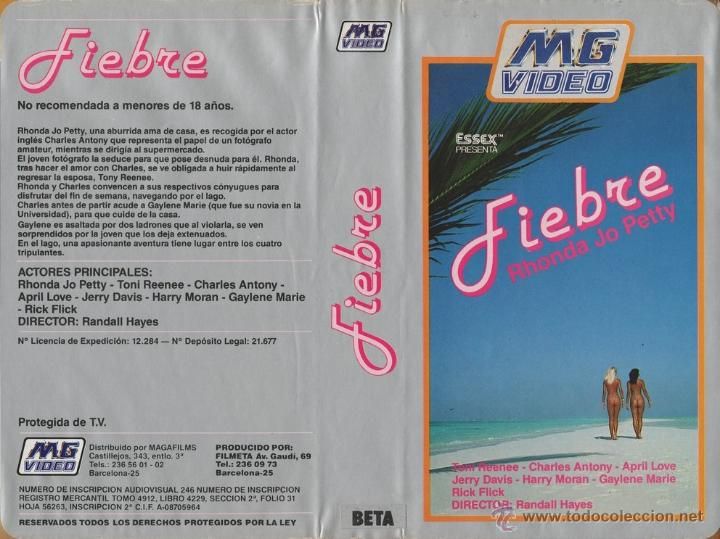 Fiebre
No recomendada a menores de 18 años.
Rhonda Jo Petty, una aburrida ama de casa, es recogida por el actor
inglés Charles Antony que representa el papel de un fotógrafo
amateur, mientras se dirigía al supermercado.
El joven fotógrafo la seduce para que pose desnuda para él. Rhonda,
tras hacer el amor con Charles, se ve obligada a huir rápidamente al
regresar la esposa, Tony Reenee.
Rhonda y Charles convencen a sus respectivos cónyugues para
disfrutar del fin de semana, navegando por el lago.
Charles antes de partir acude a Gaylene Marie (que fue su novia en la
Universidad), para que cuide de la casa.
Gaylene es asaltada por dos ladrones que al violarla, se ven
sorprendidos por la joven que los deja extenuados.
En el lago, una apasionante aventura tiene lugar entre los cuatro
tripulantes.
ACTORES PRINCIPALES:
Rhonda Jo Petty - Toni Reenee - Charles Antony -
April Love - Jerry Davis - Harry Moran - Gaylene Marie
- Rick Flick
DIRECTOR: Randall Hayes
Nº Licencia de Expedición: 12.284 — Nº Depósito Legal: 21.677
Protegida de T.V.
MG
VIDEO
Distribuido por MAGAFILMS
Castillejos, 343, entlo. 3ª
Tels.: 236 56 01 - 02
Barcelona-25
PRODUCIDO POR:
FILMETA Av. Gaudí, 69
Tel.: 236 09 73
Barcelona-25
NUMERO DE INSCRIPCION AUDIOVISUAL 246 NUMERO DE INSCRIPCION
REGISTRO MERCANTIL TOMO 4912, LIBRO 4229, SECCION 2ª, FOLIO 31
HOJA 56263, INSCRIPCION 2ª C.I.F. A-08705964
RESERVADOS TODOS LOS DERECHOS PROTEGIDOS POR LA LEY
MG
VIDEO
Fiebre
BETA
MG
VIDEO
ESSEX™
PRESENTA
Fiebre
Rhonda Jo Petty
Toni Reenee - Charles Antony - April Love
Jerry Davis - Harry Moran - Gaylene Marie
Rick Flick
DIRECTOR: Randall Hayes
www.todocoleccion.net